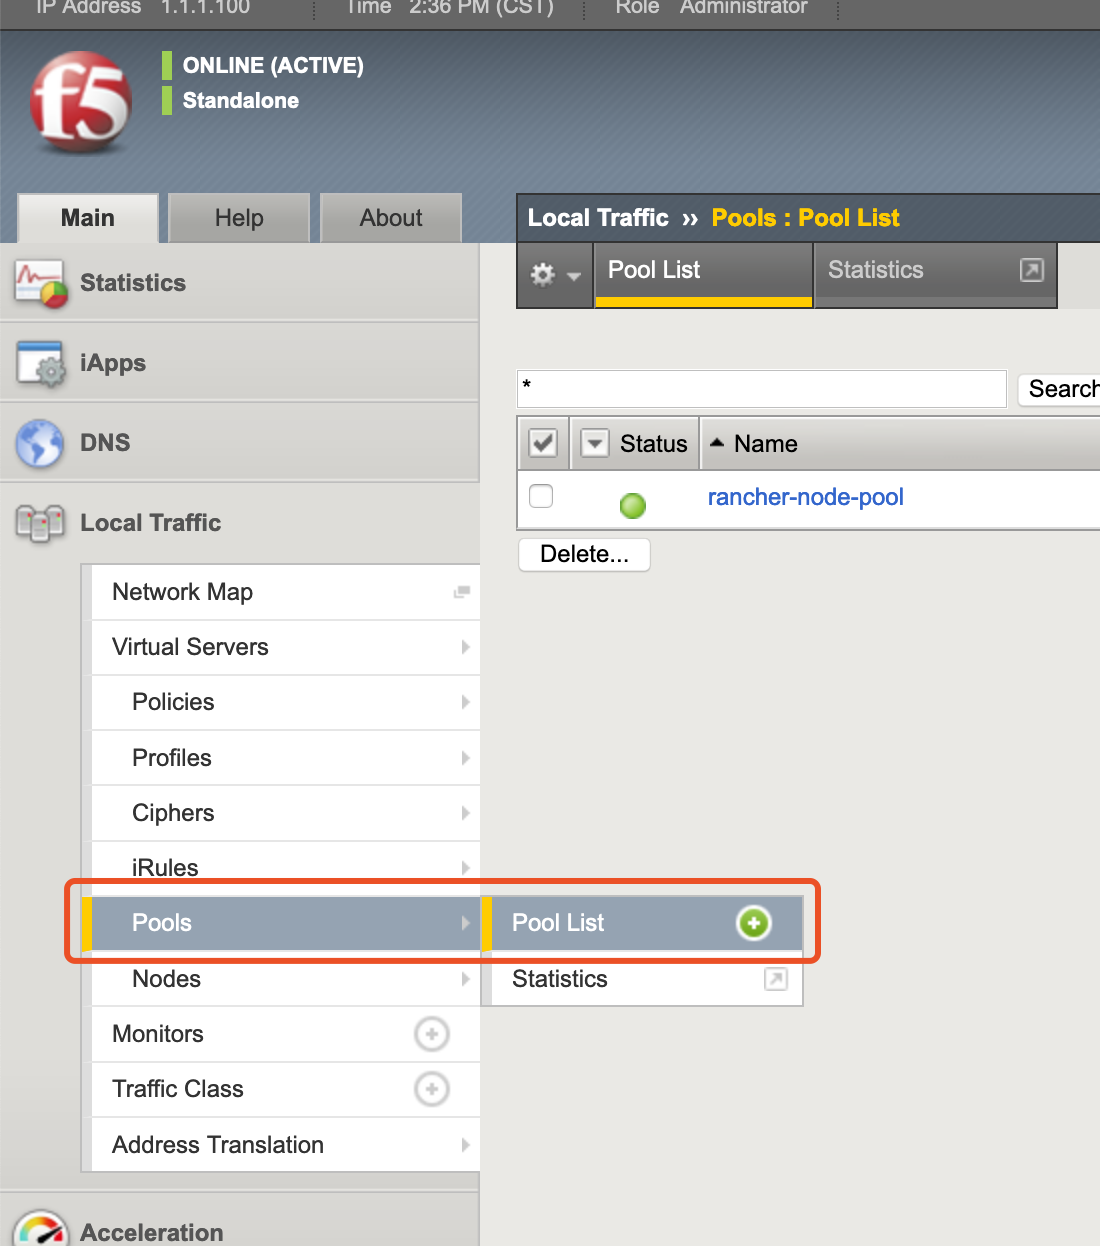 IP Address 1.1.1.100 Time 2:36 PM (CST) Role Administrator
f5
ONLINE (ACTIVE)
Standalone
Main Help About
Local Traffic ›› Pools : Pool List
Pool List Statistics
Statistics
iApps
DNS
Local Traffic
* Search
Status Name
rancher-node-pool
Delete...
Network Map
Virtual Servers
Policies
Profiles
Ciphers
iRules
Pools Pool List
Nodes Statistics
Monitors
Traffic Class
Address Translation
Acceleration